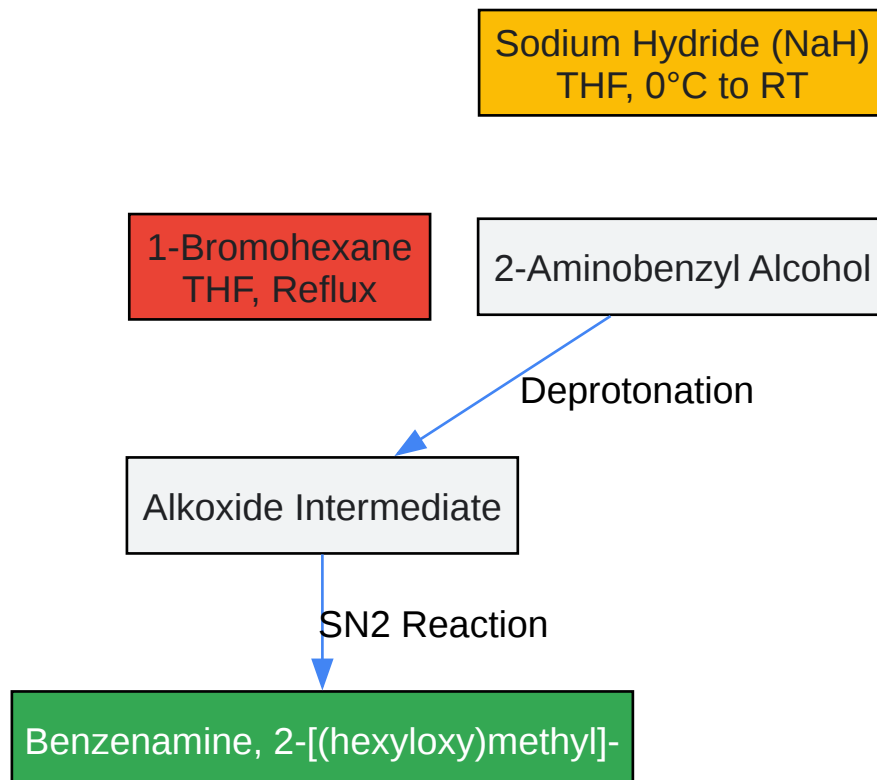 Sodium Hydride (NaH)
THF, 0°C to RT
1-Bromohexane
THF, Reflux
2-Aminobenzyl Alcohol
Deprotonation
Alkoxide Intermediate
SN2 Reaction
Benzenamine, 2-[(hexyloxy)methyl]-